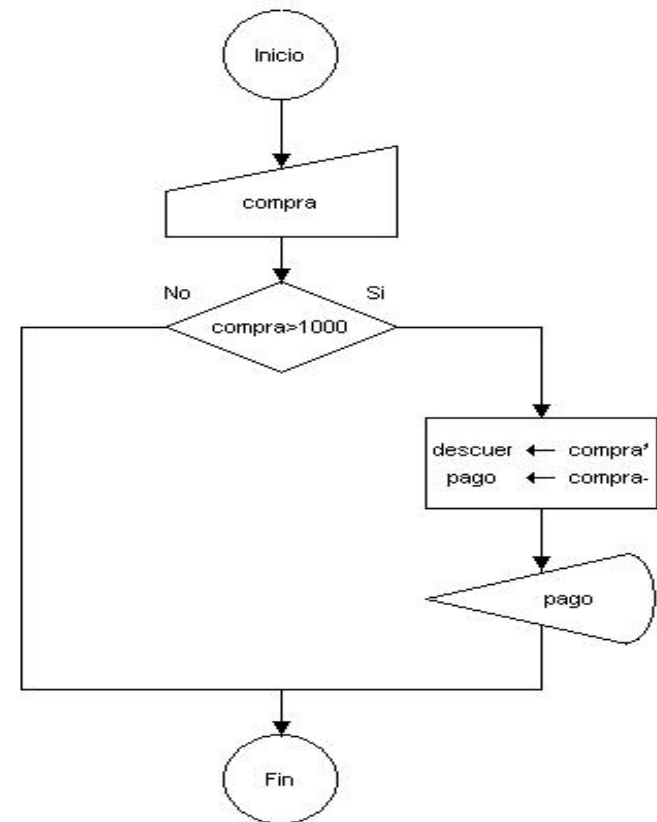 Inicio
compra
No
Si
compra>1000
descuer ← compra*
pago ← compra-
pago
Fin